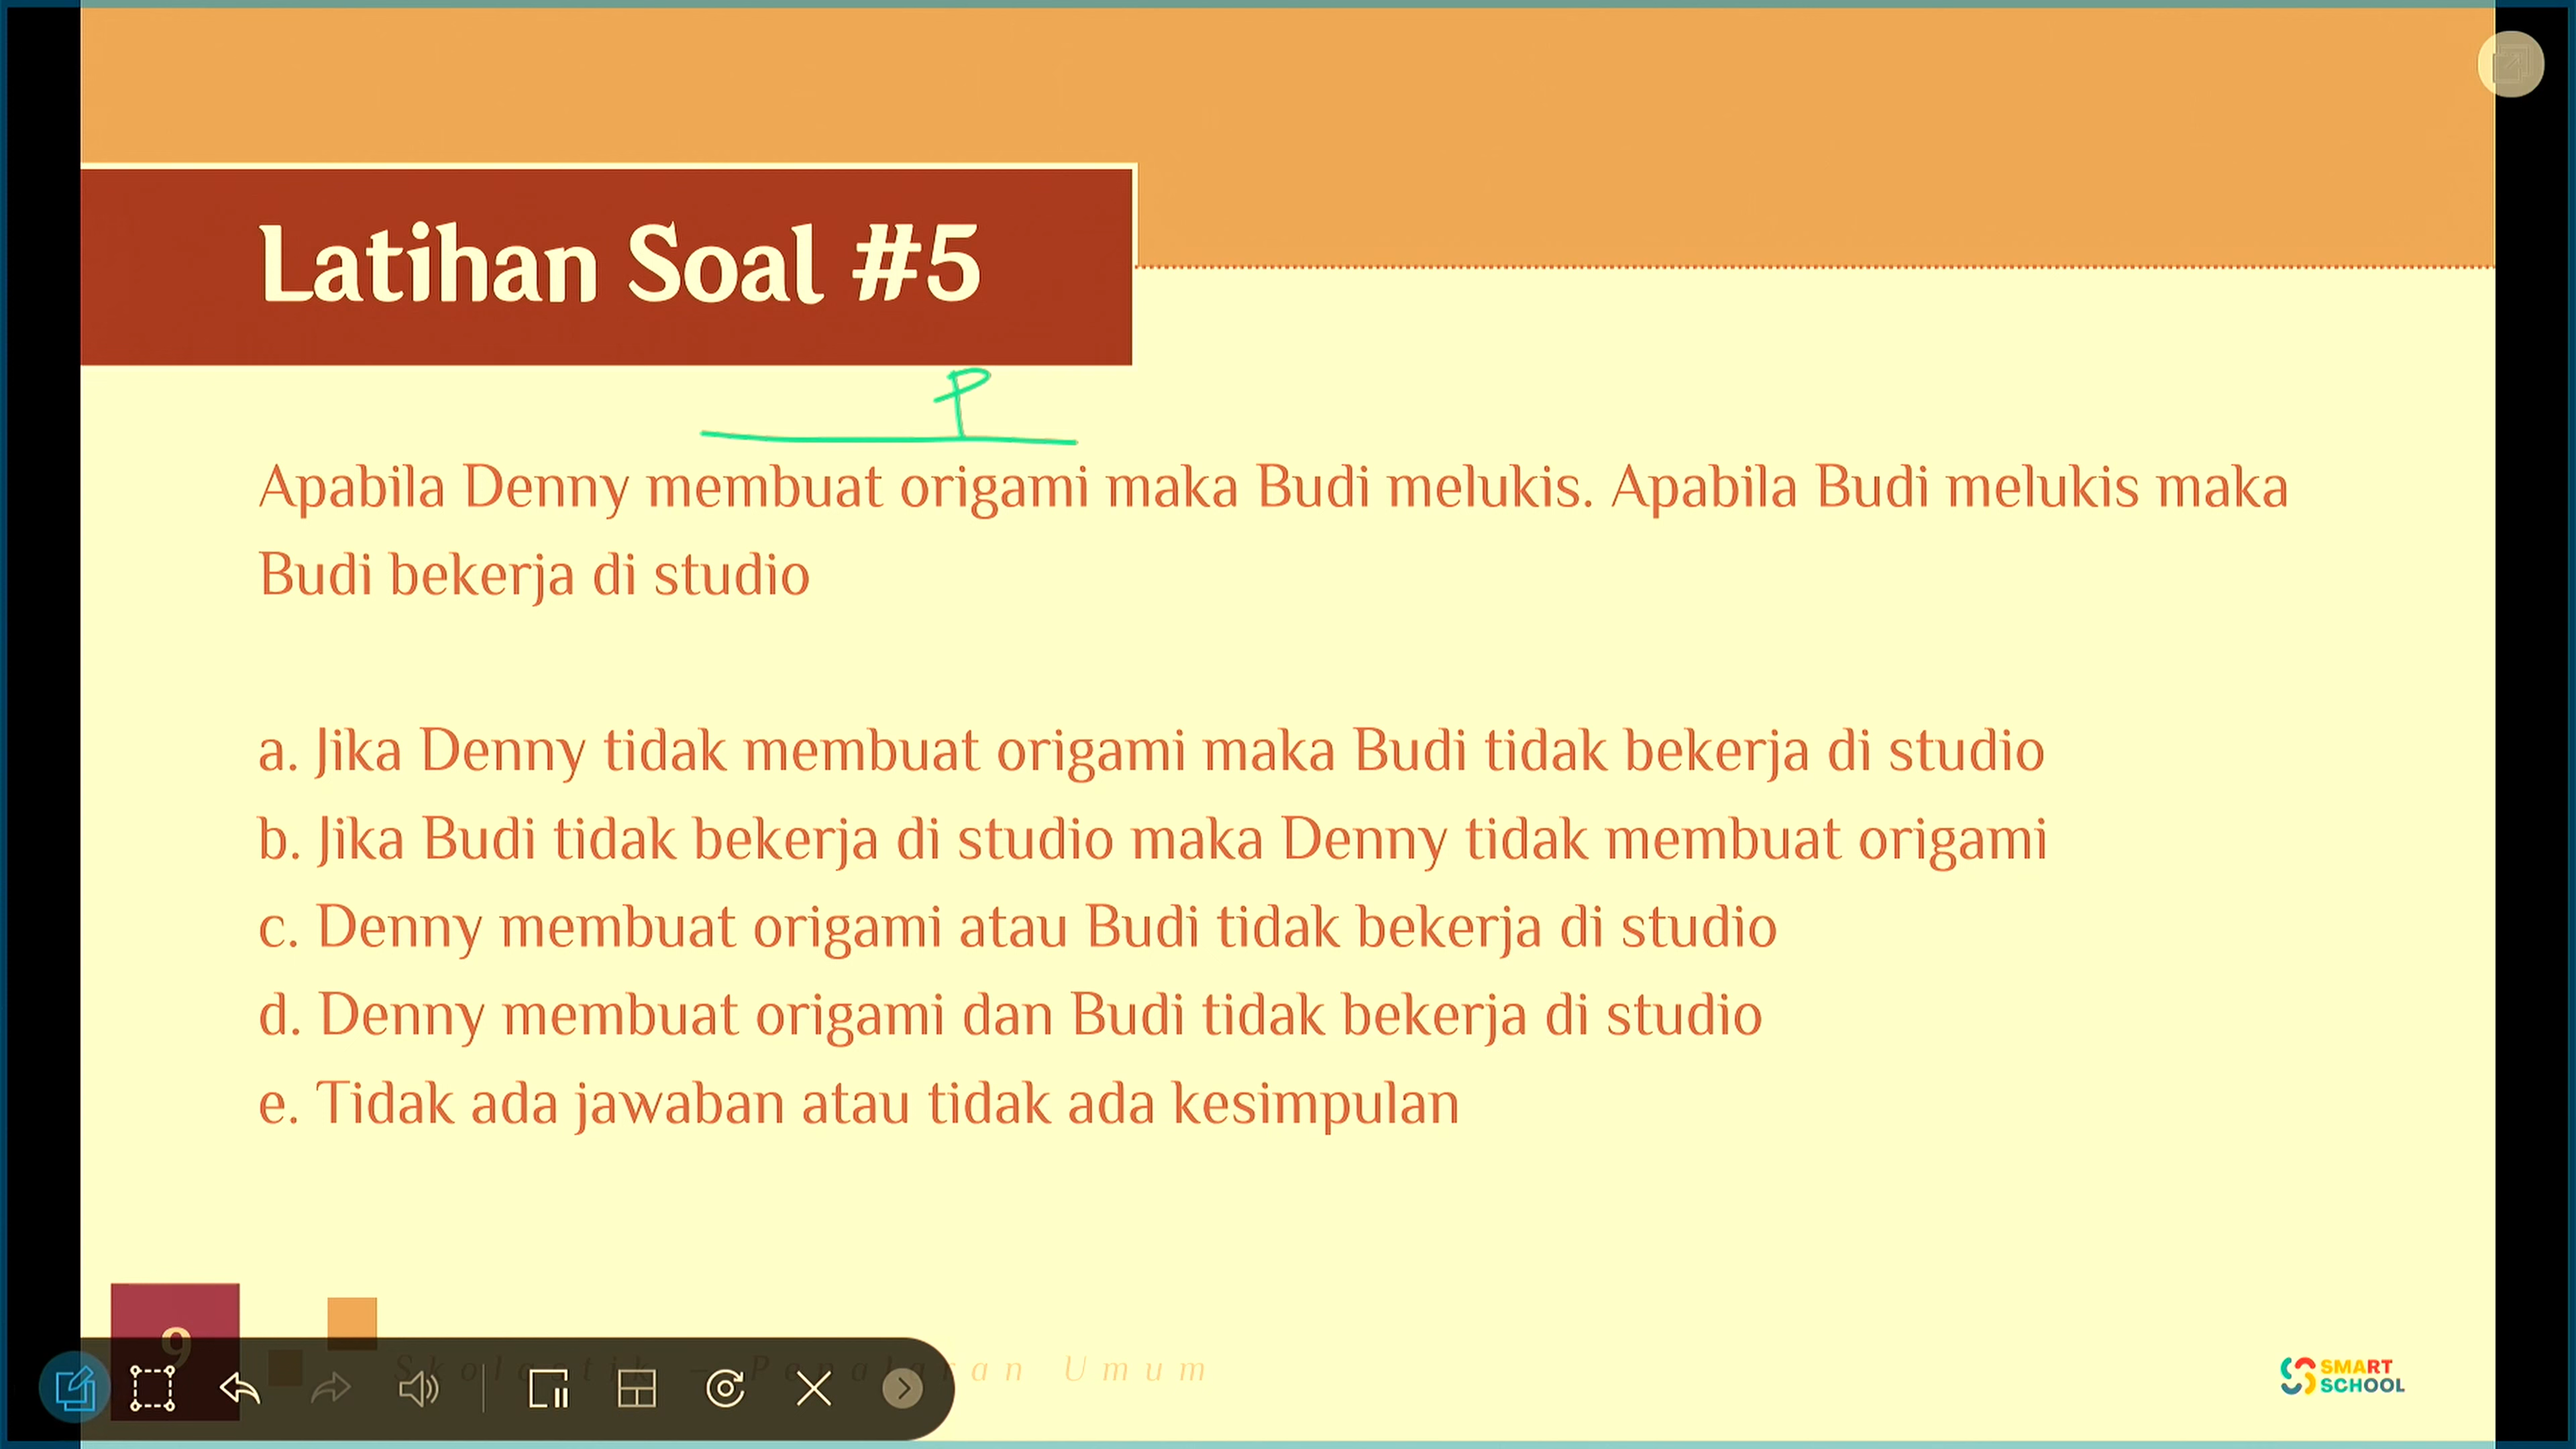 Latihan Soal #5
P
Apabila Denny membuat origami maka Budi melukis. Apabila Budi melukis maka
Budi bekerja di studio
a. Jika Denny tidak membuat origami maka Budi tidak bekerja di studio
b. Jika Budi tidak bekerja di studio maka Denny tidak membuat origami
c. Denny membuat origami atau Budi tidak bekerja di studio
d. Denny membuat origami dan Budi tidak bekerja di studio
e. Tidak ada jawaban atau tidak ada kesimpulan
9
Skolastik – Penalaran Umum
SMART
SCHOOL